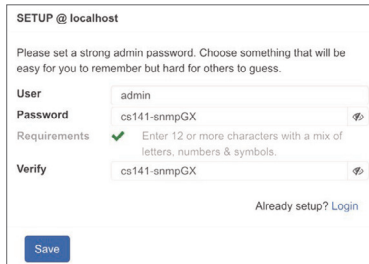 SETUP @ localhost
Please set a strong admin password. Choose something that will be
easy for you to remember but hard for others to guess.
User admin
Password cs141-snmpGX
Requirements ✔ Enter 12 or more characters with a mix of
letters, numbers & symbols.
Verify cs141-snmpGX
Already setup? Login
Save